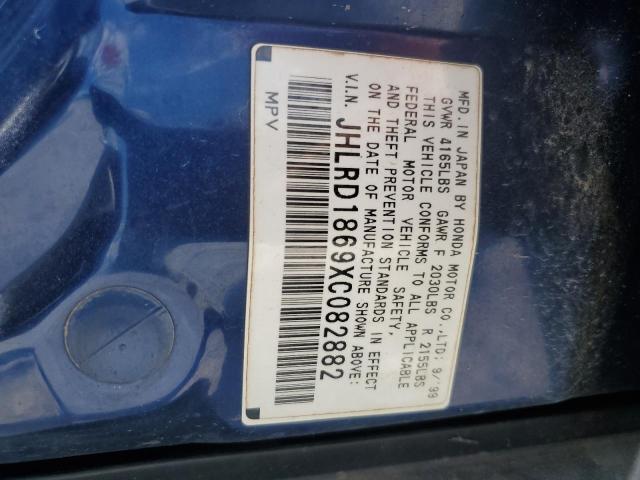 MFD. IN JAPAN BY HONDA MOTOR CO.,LTD: 9/'99
GVWR 4165LBS GAWR F 2030LBS R 2155LBS
THIS VEHICLE CONFORMS TO ALL APPLICABLE
FEDERAL MOTOR VEHICLE SAFETY,
AND THEFT PREVENTION STANDARDS IN EFFECT
ON THE DATE OF MANUFACTURE SHOWN ABOVE:
V.I.N. JHLRD1869XC082882
MPV